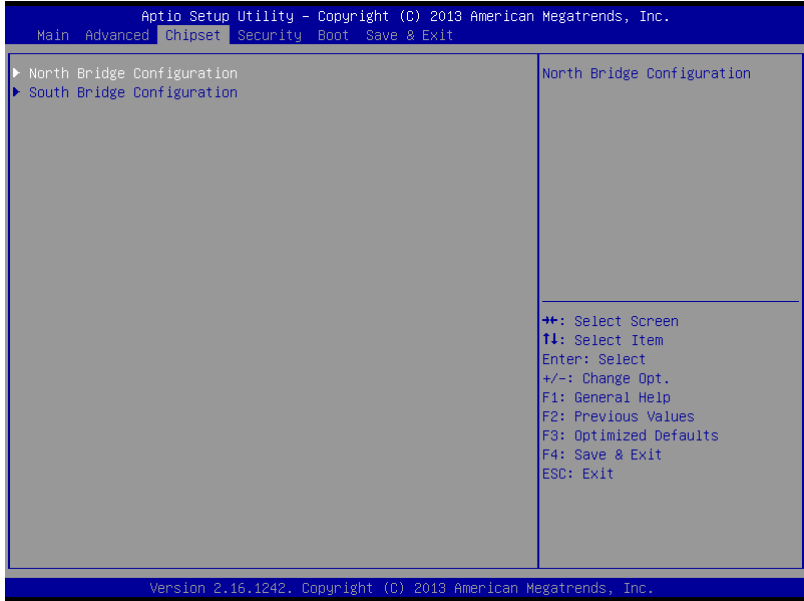 Aptio Setup Utility – Copyright (C) 2013 American Megatrends, Inc.
Main Advanced Chipset Security Boot Save & Exit
▶ North Bridge Configuration
▶ South Bridge Configuration
North Bridge Configuration
→←: Select Screen
↑↓: Select Item
Enter: Select
+/-: Change Opt.
F1: General Help
F2: Previous Values
F3: Optimized Defaults
F4: Save & Exit
ESC: Exit
Version 2.16.1242. Copyright (C) 2013 American Megatrends, Inc.